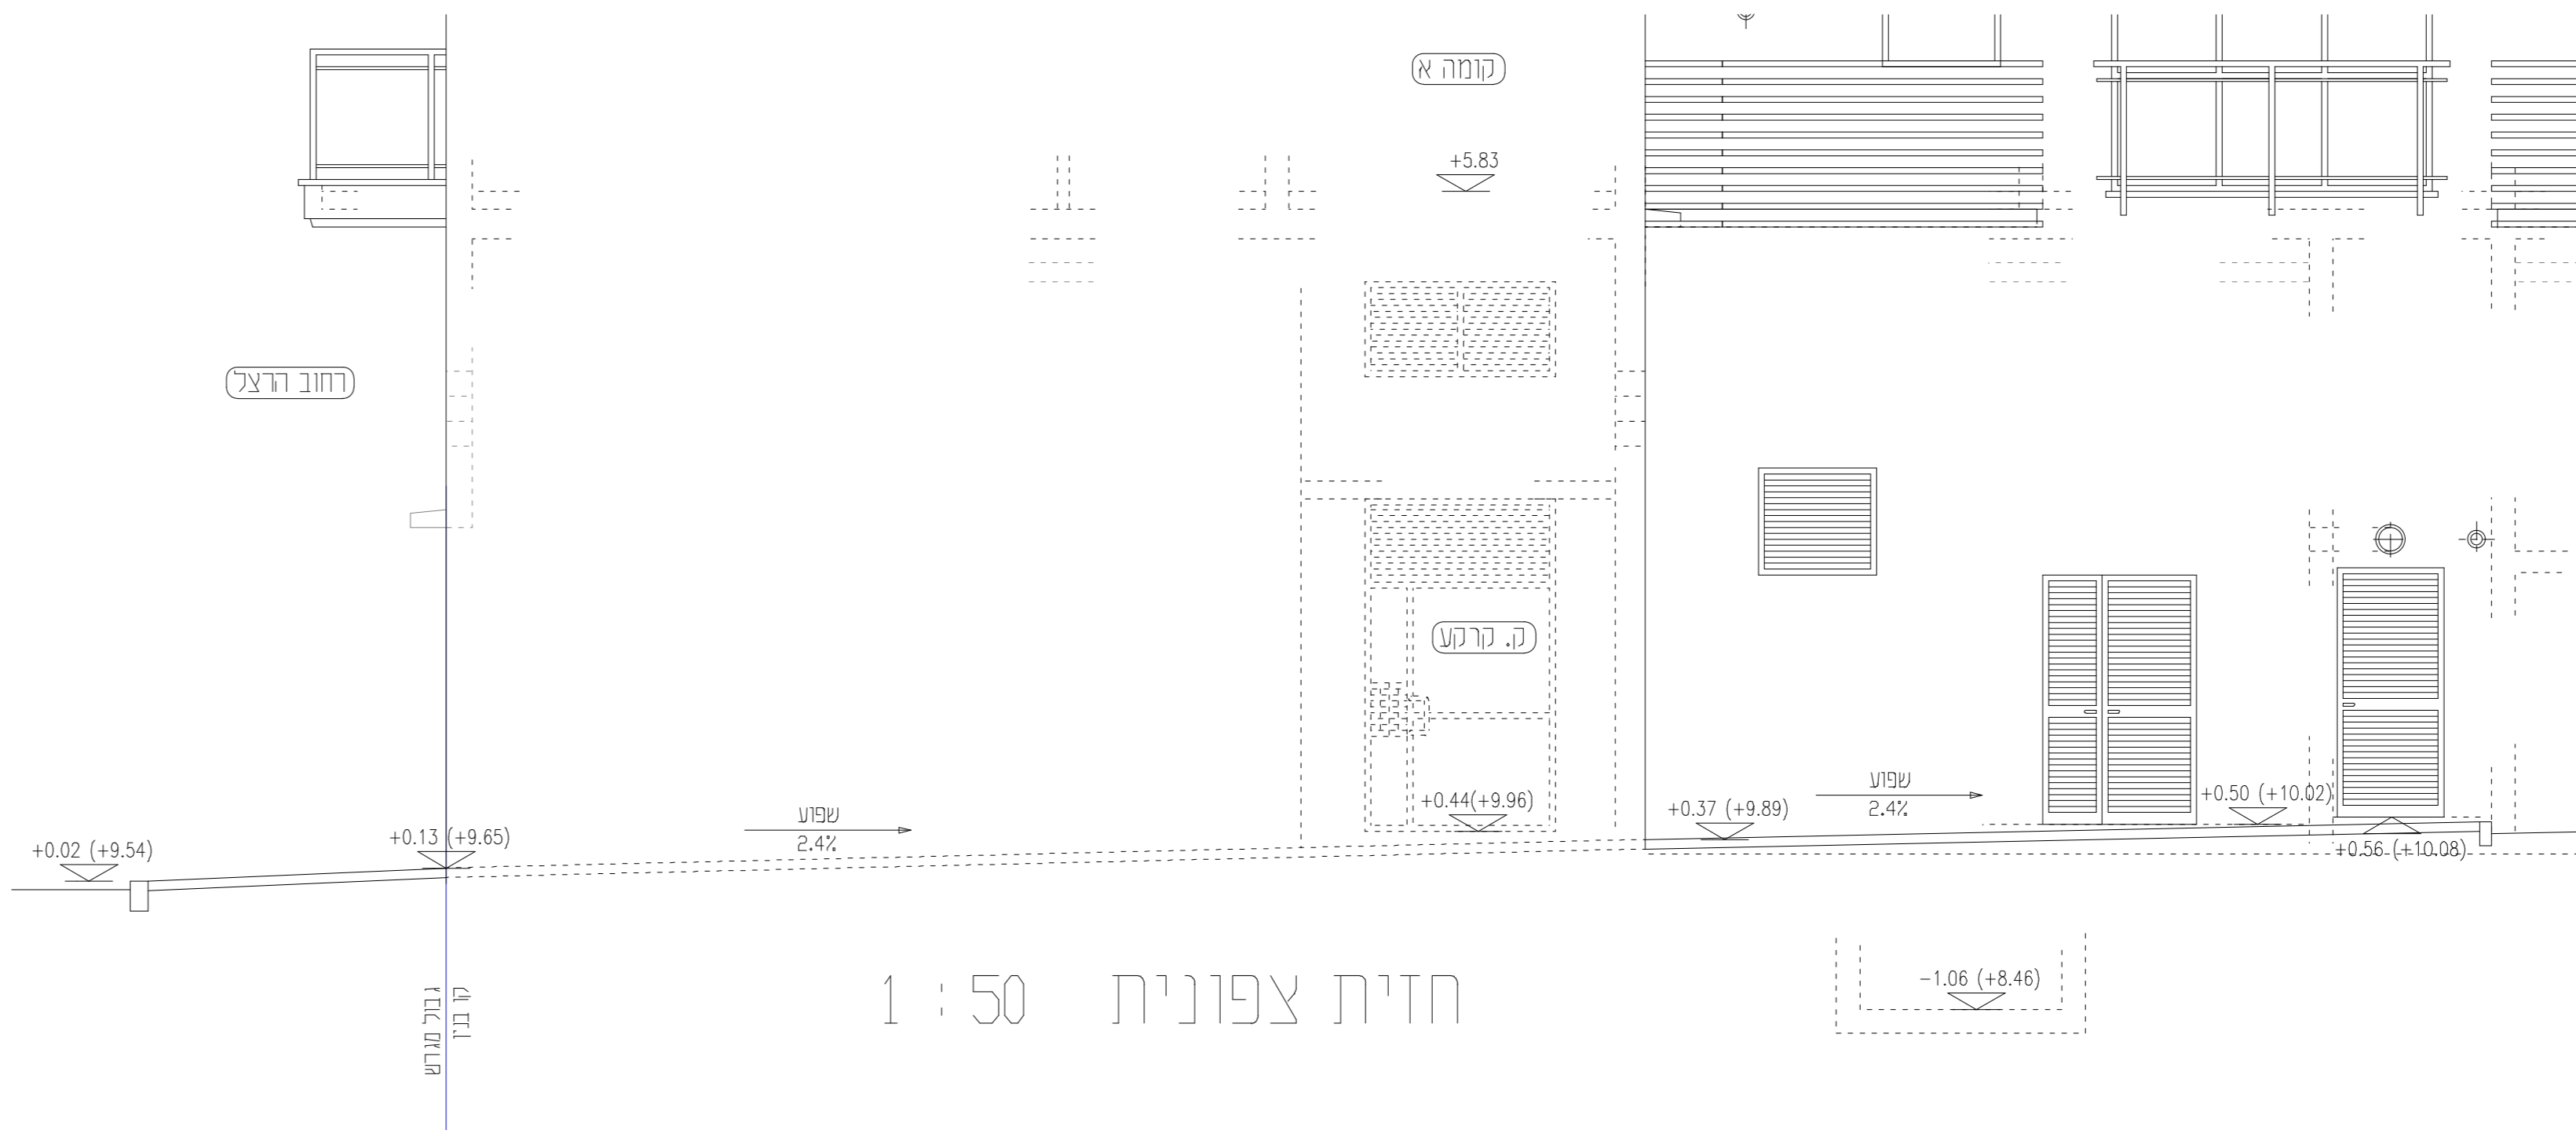 קומה א
+5.83
רחוב הרצל
ק. קרקע
+0.44(+9.96)
שפוע
2.4%
+0.37 (+9.89)
שפוע
2.4%
+0.50 (+10.02)
+0.56 (+10.08)
+0.13 (+9.65)
+0.02 (+9.54)
-1.06 (+8.46)
חזית צפונית 50 : 1
קו בנין
גבול מגרש